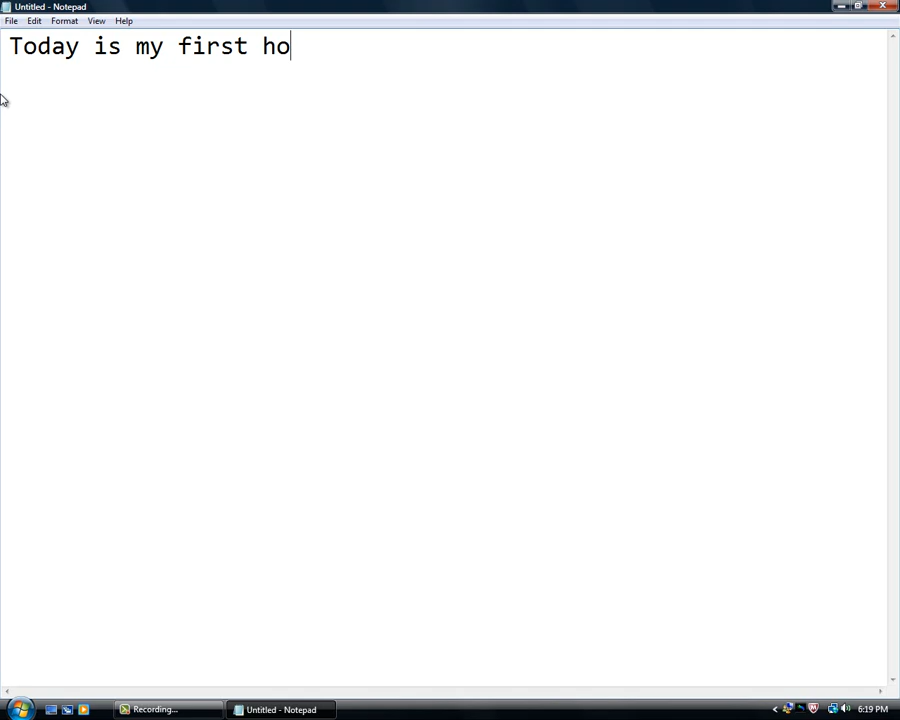 Untitled - Notepad
File Edit Format View Help
Today is my first ho
Recording...
Untitled - Notepad
6:19 PM